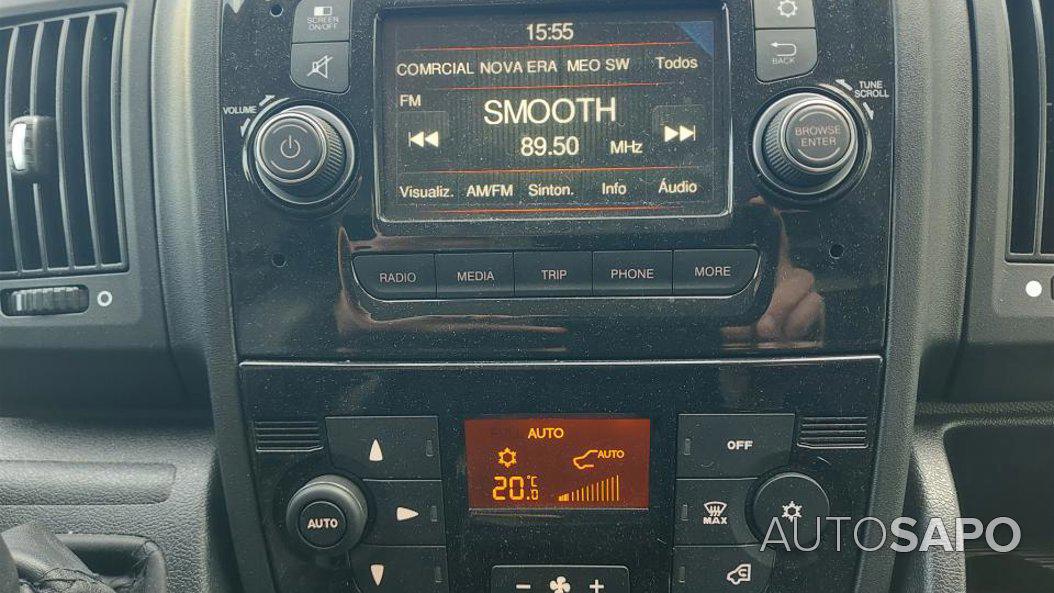 SCREEN
ON/OFF
15:55
BACK
COMRCIAL NOVA ERA MEO SW Todos
VOLUME
TUNE
SCROLL
FM
SMOOTH
89.50 MHz
BROWSE
ENTER
Visualiz. AM/FM Sinton. Info Áudio
RADIO MEDIA TRIP PHONE MORE
AUTO
OFF
AUTO
20.0 °C
AUTO
MAX
- +
AUTOSAPO